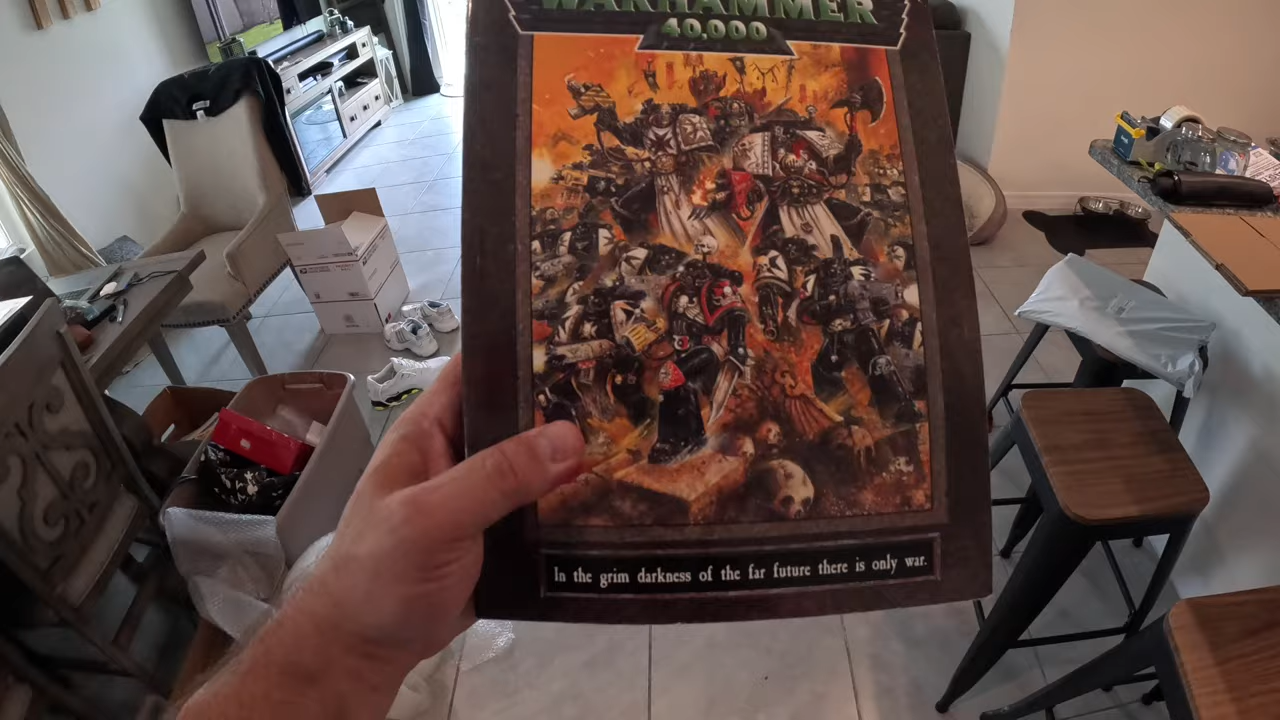 WARHAMMER
40,000
In the grim darkness of the far future there is only war.